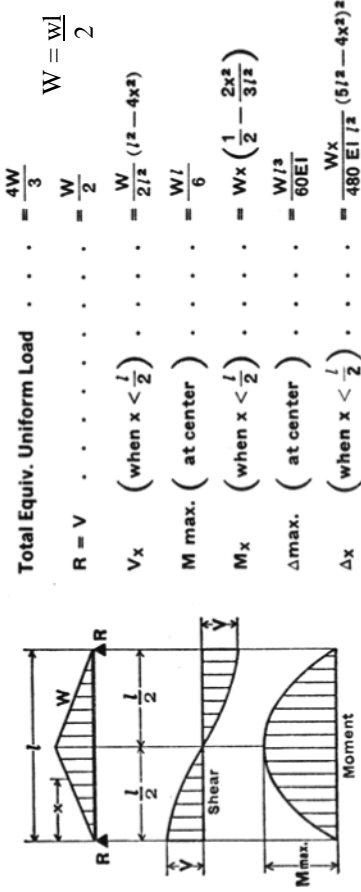 Total Equiv. Uniform Load . . . . = 4W/3
W = wl/2
R = V . . . . . . . . . . = W/2
Vx (when x < l/2) . . . . = W/2l² (l² – 4x²)
M max. (at center) . . . . = Wl/6
Mx (when x < l/2) . . . . = Wx (1/2 – 2x²/3l²)
Δmax. (at center) . . . . = Wl³/60EI
Δx (when x < l/2) . . . . = Wx/480 EI l² (5l² – 4x²)²
l
x
W
R
R
l/2
l/2
V
Shear
V
M max.
Moment